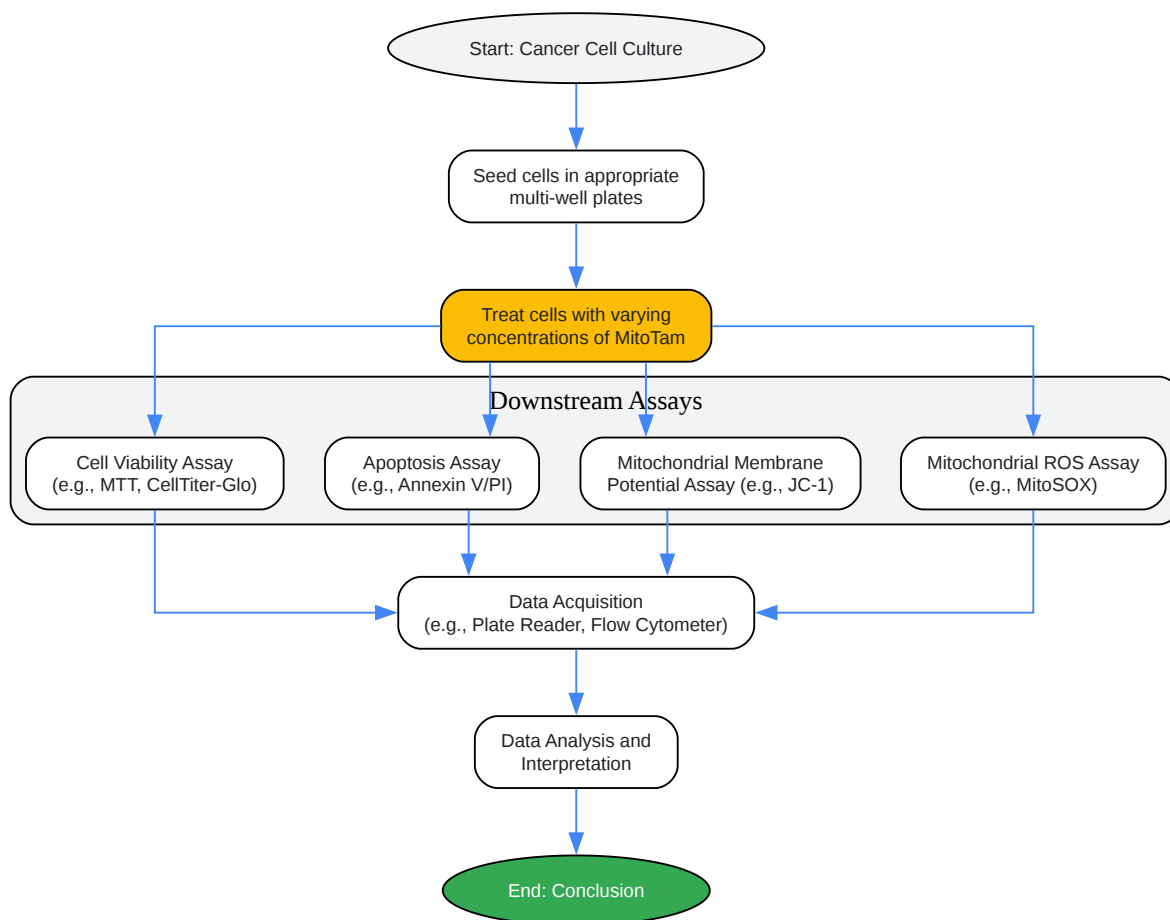 Start: Cancer Cell Culture
Seed cells in appropriate
multi-well plates
Treat cells with varying
concentrations of MitoTam
Downstream Assays
Cell Viability Assay
(e.g., MTT, CellTiter-Glo)
Apoptosis Assay
(e.g., Annexin V/PI)
Mitochondrial Membrane
Potential Assay (e.g., JC-1)
Mitochondrial ROS Assay
(e.g., MitoSOX)
Data Acquisition
(e.g., Plate Reader, Flow Cytometer)
Data Analysis and
Interpretation
End: Conclusion